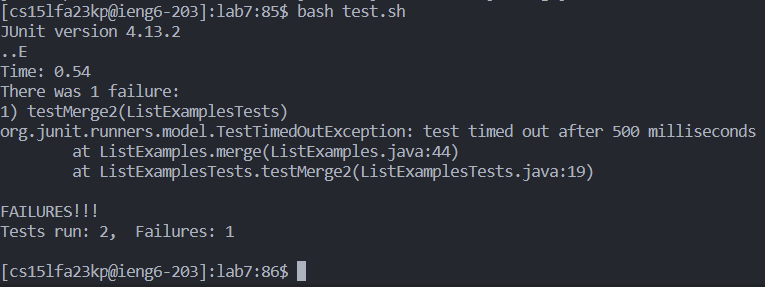 [cs15lfa23kp@ieng6-203]:lab7:85$ bash test.sh
JUnit version 4.13.2
..E
Time: 0.54
There was 1 failure:
1) testMerge2(ListExamplesTests)
org.junit.runners.model.TestTimedOutException: test timed out after 500 milliseconds
        at ListExamples.merge(ListExamples.java:44)
        at ListExamplesTests.testMerge2(ListExamplesTests.java:19)

FAILURES!!!
Tests run: 2,  Failures: 1

[cs15lfa23kp@ieng6-203]:lab7:86$